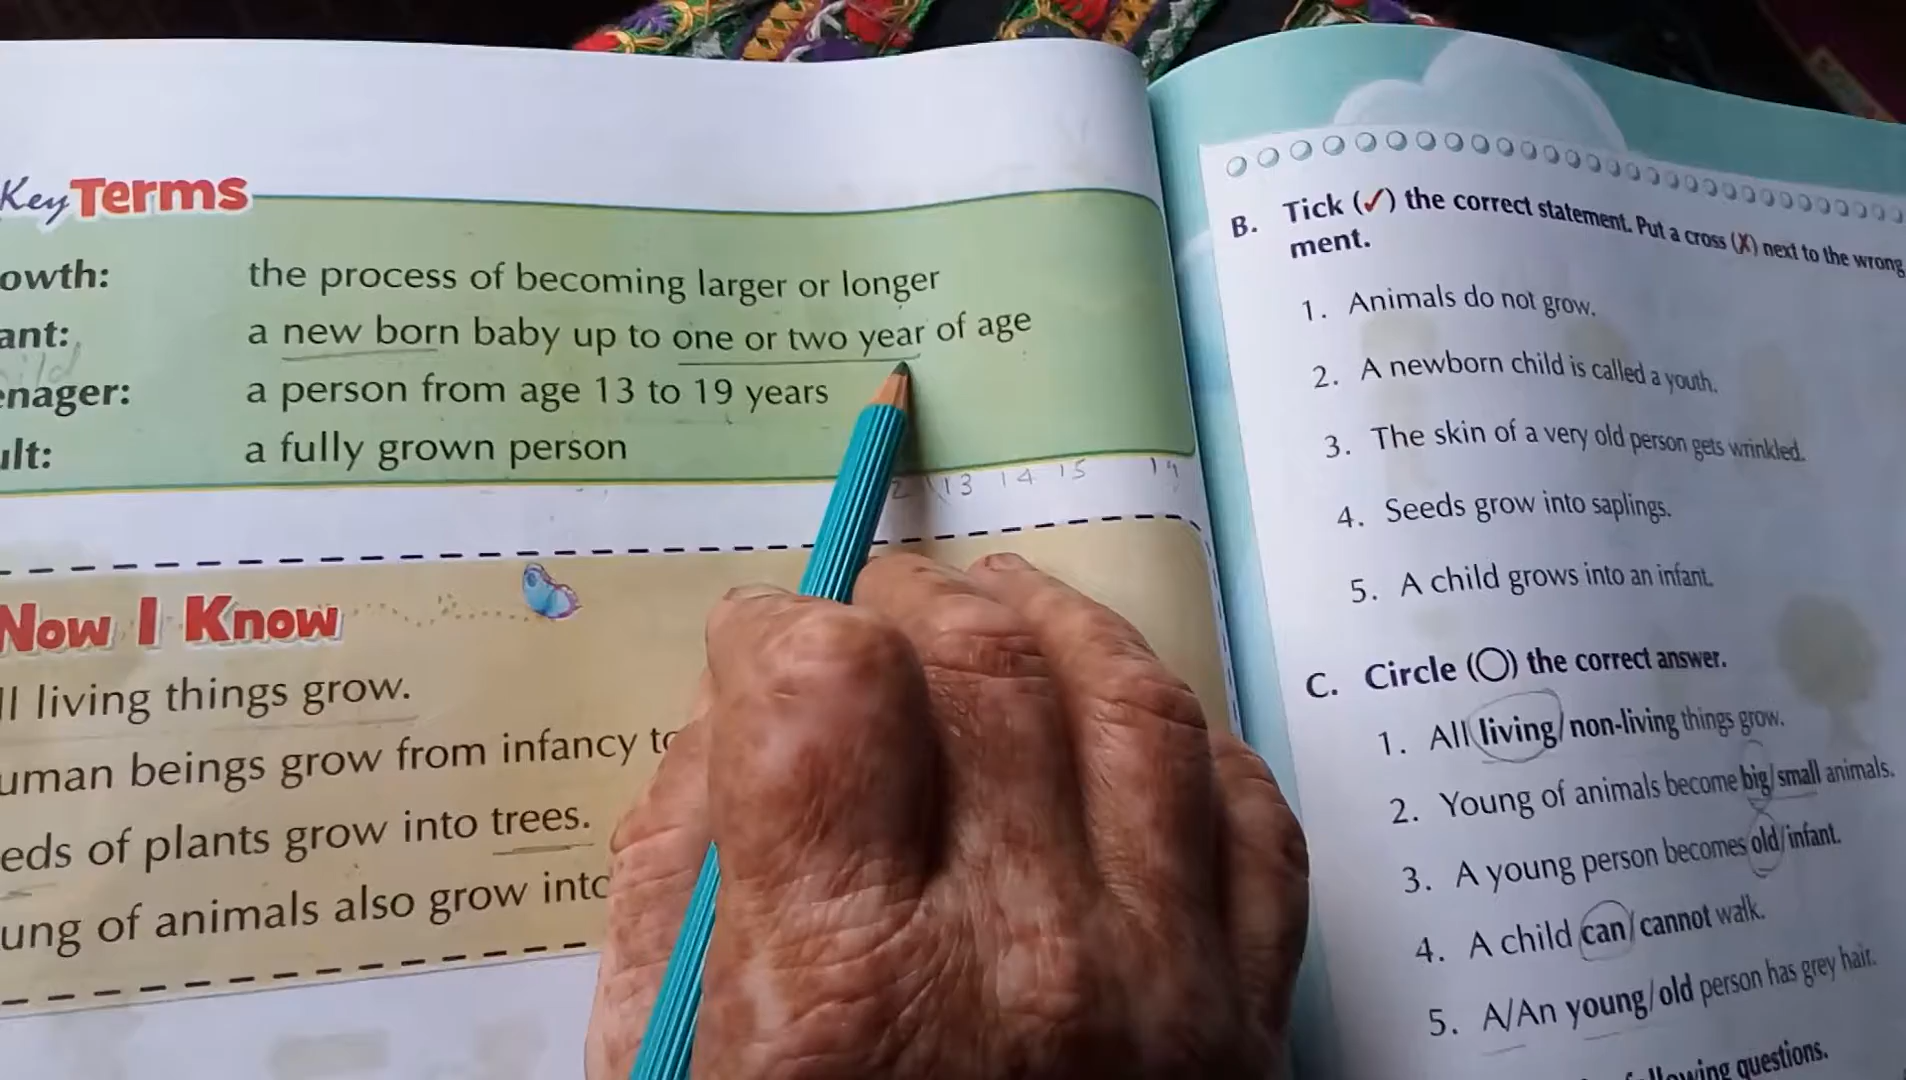 Key Terms
owth: the process of becoming larger or longer
ant: a new born baby up to one or two year of age
ild
enager: a person from age 13 to 19 years
ult: a fully grown person
2 13 14 15 19
Now I Know
ll living things grow.
uman beings grow from infancy to
eds of plants grow into trees.
ung of animals also grow into
B. Tick (✓) the correct statement. Put a cross (X) next to the wrong
ment.
1. Animals do not grow.
2. A newborn child is called a youth.
3. The skin of a very old person gets wrinkled.
4. Seeds grow into saplings.
5. A child grows into an infant.
C. Circle (○) the correct answer.
1. All living/non-living things grow.
2. Young of animals become big/small animals.
3. A young person becomes old/infant.
4. A child can/cannot walk.
5. A/An young/old person has grey hair.
llowing questions.